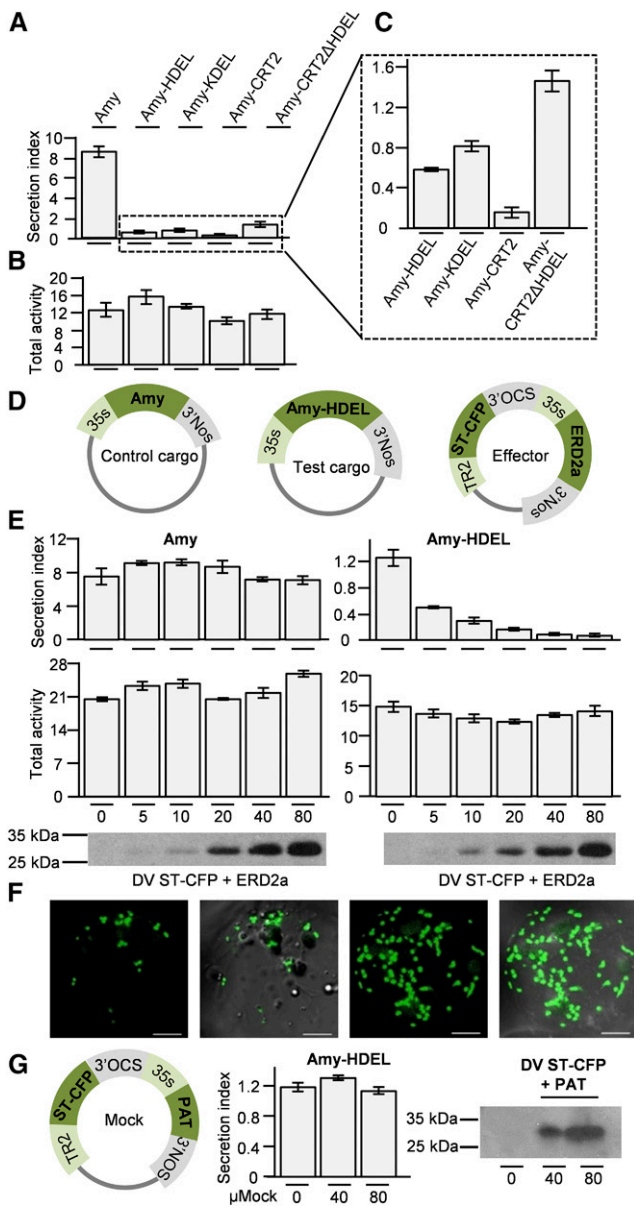 A
Amy
Amy-HDEL
Amy-KDEL
Amy-CRT2
Amy-CRT2ΔHDEL
Secretion index
10
8
6
4
2
0
B
Total activity
20
16
12
8
4
0
C
1.6
1.2
0.8
0.4
0
Amy-HDEL
Amy-KDEL
Amy-CRT2
Amy-
CRT2ΔHDEL
D
35s
Amy
3'Nos
Control cargo
35s
Amy-HDEL
3'Nos
Test cargo
TR2
ST-CFP
3'OCS
35s
ERD2a
3'Nos
Effector
E
Amy
Secretion index
12
8
4
0
Amy-HDEL
1.2
0.8
0.4
0
Total activity
28
21
14
7
0
0 5 10 20 40 80
20
15
10
5
0
0 5 10 20 40 80
35 kDa
25 kDa
DV ST-CFP + ERD2a
DV ST-CFP + ERD2a
F
G
TR2
ST-CFP
3'OCS
35s
PAT
3'NOS
Mock
Amy-HDEL
Secretion index
1.2
0.8
0.4
0
µMock 0 40 80
DV ST-CFP
+ PAT
35 kDa
25 kDa
0 40 80